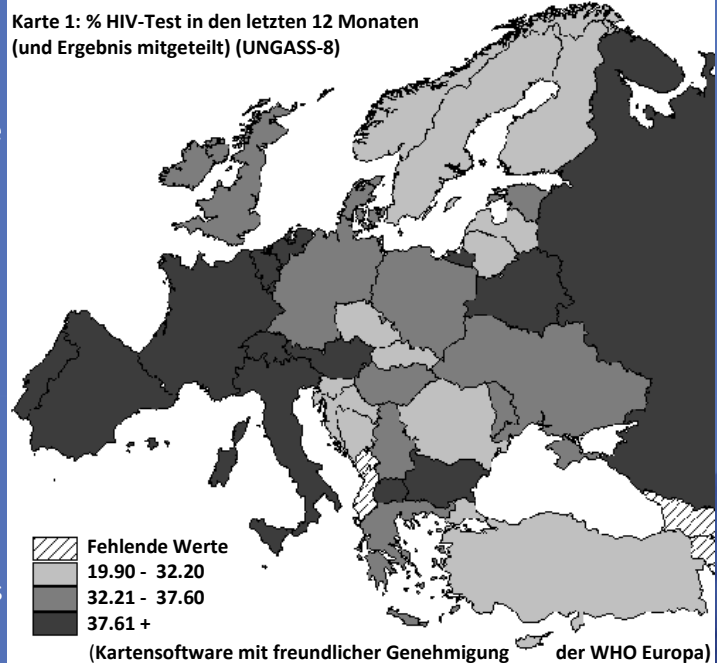 Karte 1: % HIV-Test in den letzten 12 Monaten
(und Ergebnis mitgeteilt) (UNGASS-8)
e
s
Fehlende Werte
19.90 - 32.20
32.21 - 37.60
37.61 +
(Kartensoftware mit freundlicher Genehmigung der WHO Europa)